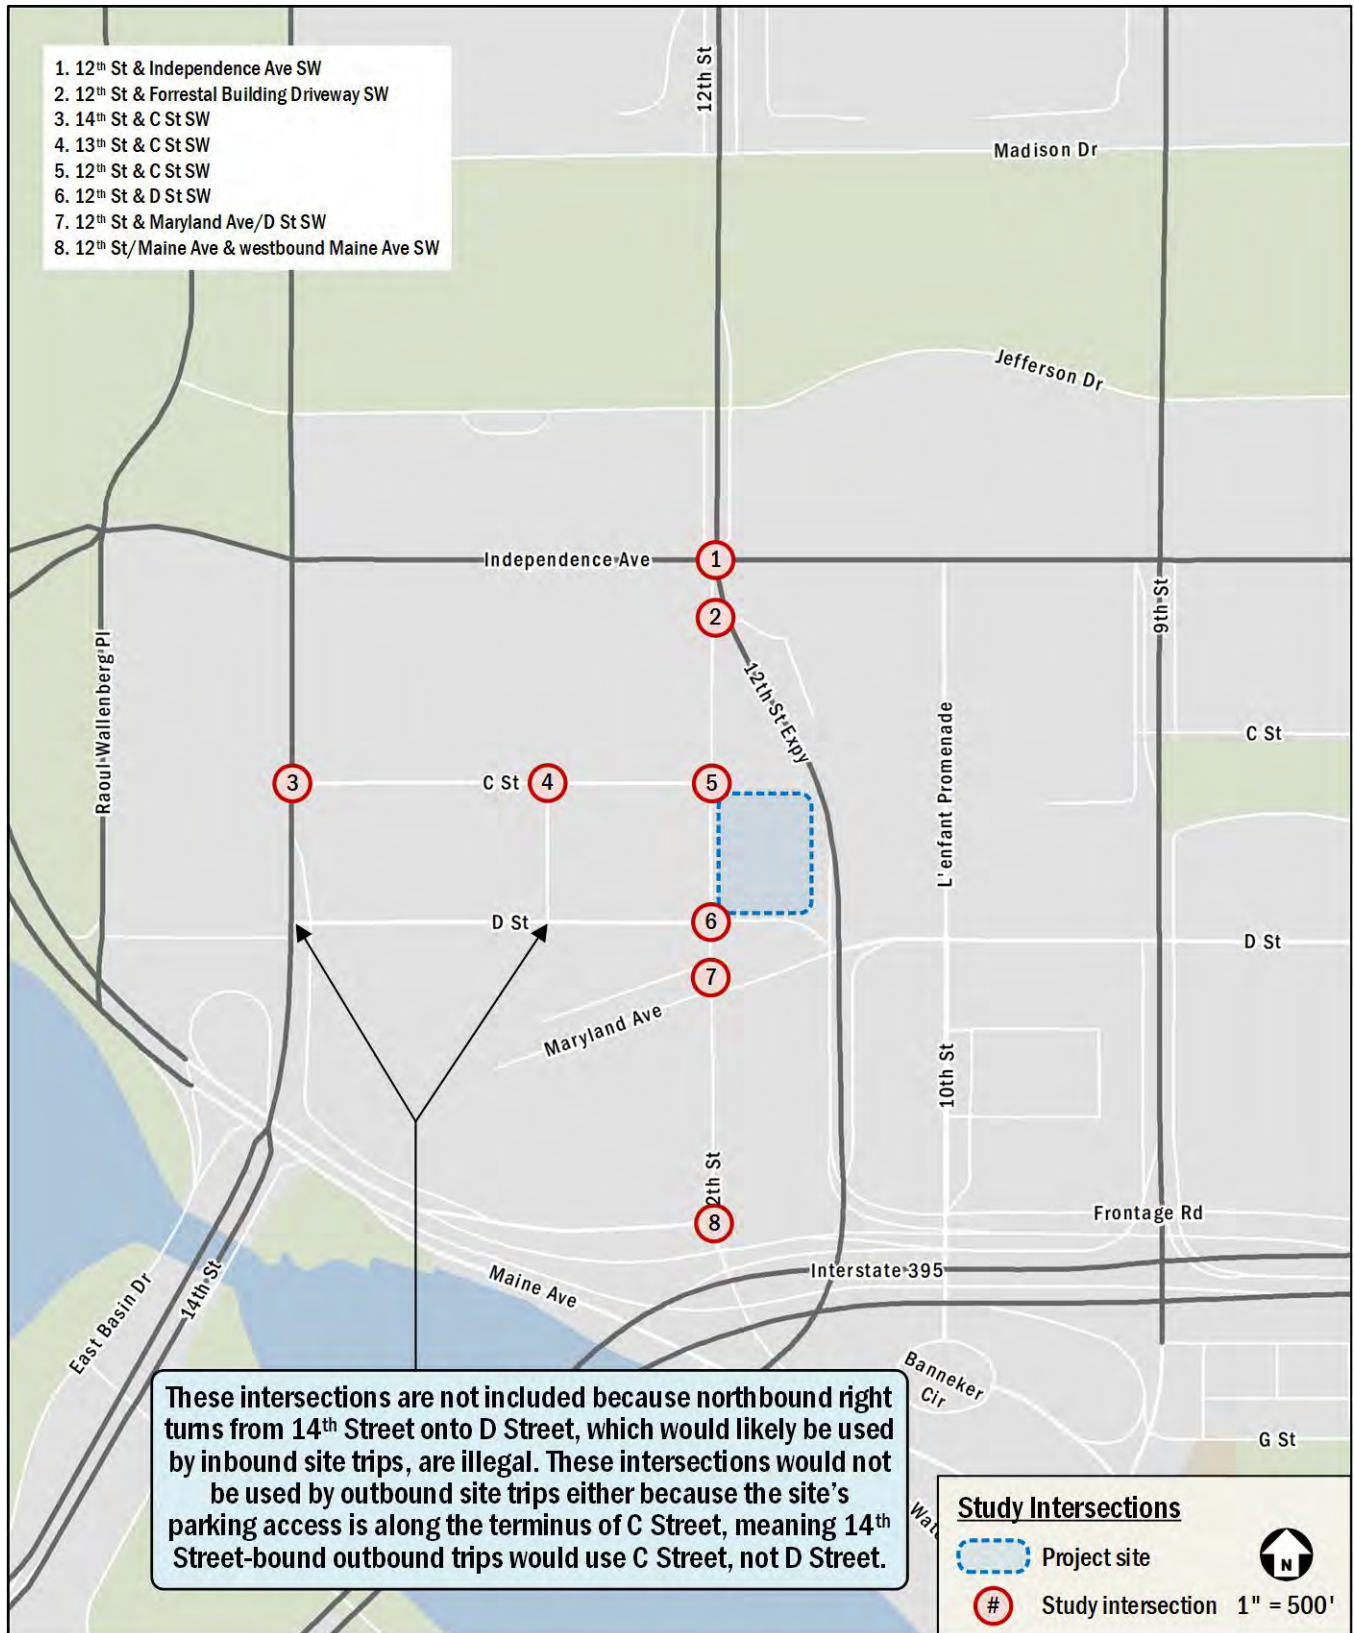 1. 12th St & Independence Ave SW
2. 12th St & Forrestal Building Driveway SW
3. 14th St & C St SW
4. 13th St & C St SW
5. 12th St & C St SW
6. 12th St & D St SW
7. 12th St & Maryland Ave/D St SW
8. 12th St/Maine Ave & westbound Maine Ave SW
12th St
Madison Dr
Jefferson Dr
Independence Ave
1
2
9th St
Raoul Wallenberg Pl
12th St Expy
L'enfant Promenade
C St
3
C St
4
5
D St
6
D St
7
Maryland Ave
10th St
2th St
8
Frontage Rd
Interstate 395
Maine Ave
East Basin Dr
14th St
Banneker
Cir
G St
These intersections are not included because northbound right
turns from 14th Street onto D Street, which would likely be used
by inbound site trips, are illegal. These intersections would not
be used by outbound site trips either because the site's
parking access is along the terminus of C Street, meaning 14th
Street-bound outbound trips would use C Street, not D Street.
Study Intersections
Project site
N
# Study intersection 1" = 500'